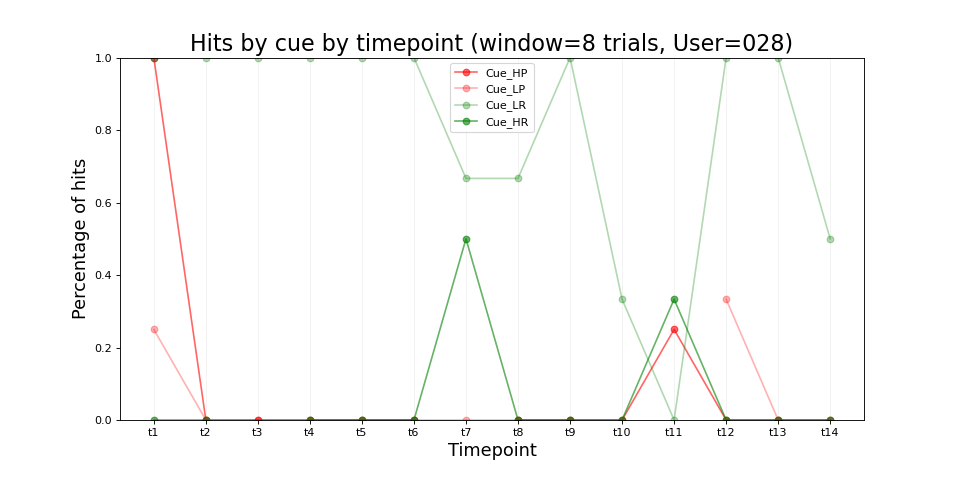 Hits by cue by timepoint (window=8 trials, User=028)
Percentage of hits
1.0
0.8
0.6
0.4
0.2
0.0
Cue_HP
Cue_LP
Cue_LR
Cue_HR
t1 t2 t3 t4 t5 t6 t7 t8 t9 t10 t11 t12 t13 t14
Timepoint